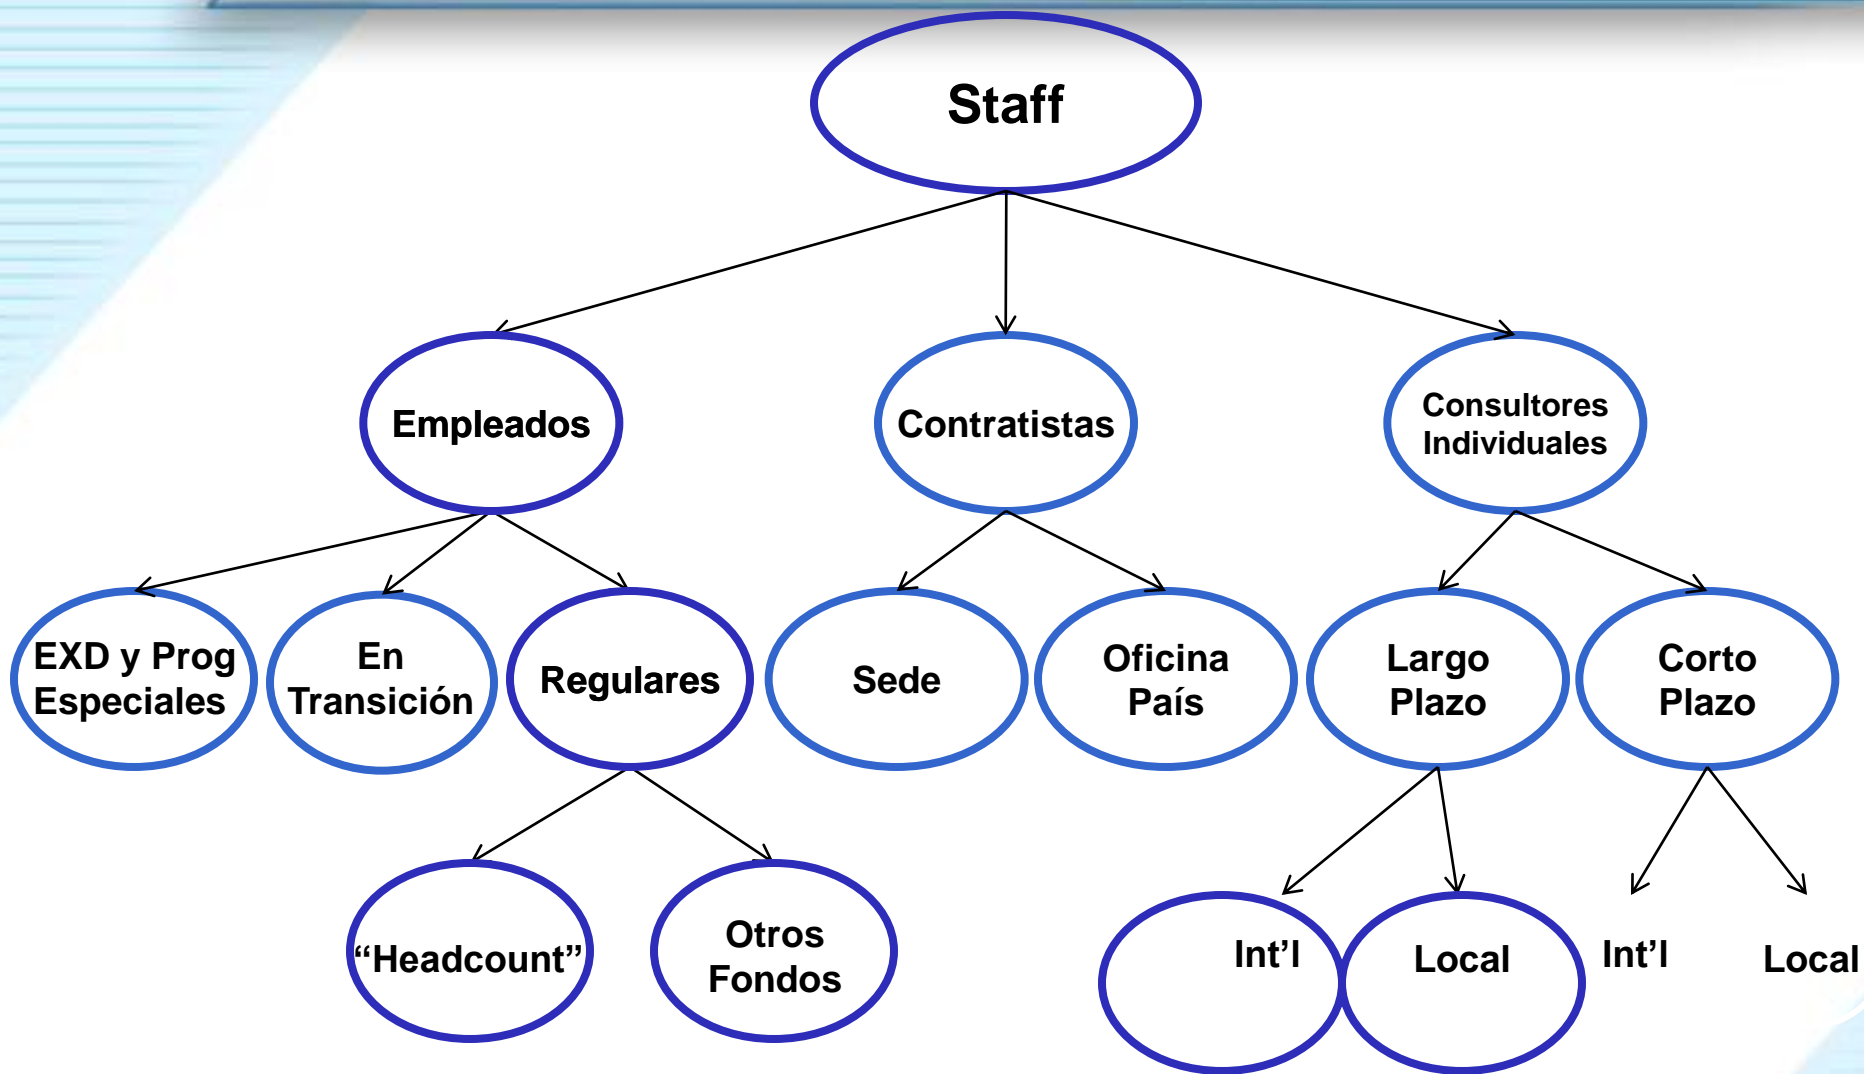 Staff
Empleados
Contratistas
Consultores
Individuales
EXD y Prog
Especiales
En
Transición
Regulares
Sede
Oficina
País
Largo
Plazo
Corto
Plazo
“Headcount”
Otros
Fondos
Int’l
Local
Int’l
Local